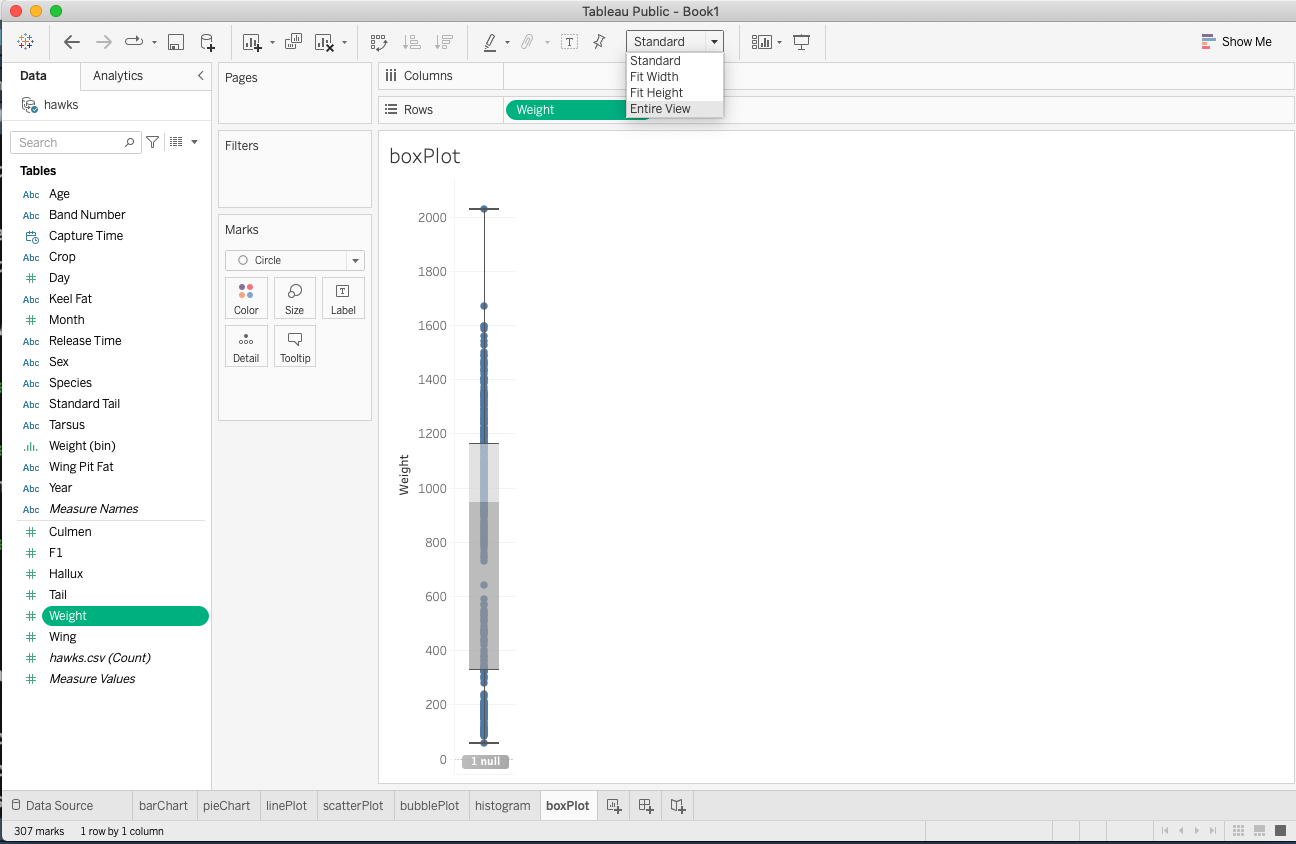 Tableau Public - Book1
Standard
Show Me
Standard
Fit Width
Fit Height
Entire View
Data
Analytics
hawks
Search
Tables
Abc Age
Abc Band Number
Capture Time
Abc Crop
# Day
Abc Keel Fat
# Month
Abc Release Time
Abc Sex
Abc Species
Abc Standard Tail
Abc Tarsus
Weight (bin)
Abc Wing Pit Fat
Abc Year
Abc Measure Names
# Culmen
# F1
# Hallux
# Tail
# Weight
# Wing
# hawks.csv (Count)
# Measure Values
Pages
Filters
Marks
Circle
Color
Size
T
Label
Detail
Tooltip
Columns
Rows
Weight
boxPlot
2000
1800
1600
1400
1200
1000
800
600
400
200
0
Weight
1 null
Data Source
barChart
pieChart
linePlot
scatterPlot
bubblePlot
histogram
boxPlot
307 marks
1 row by 1 column